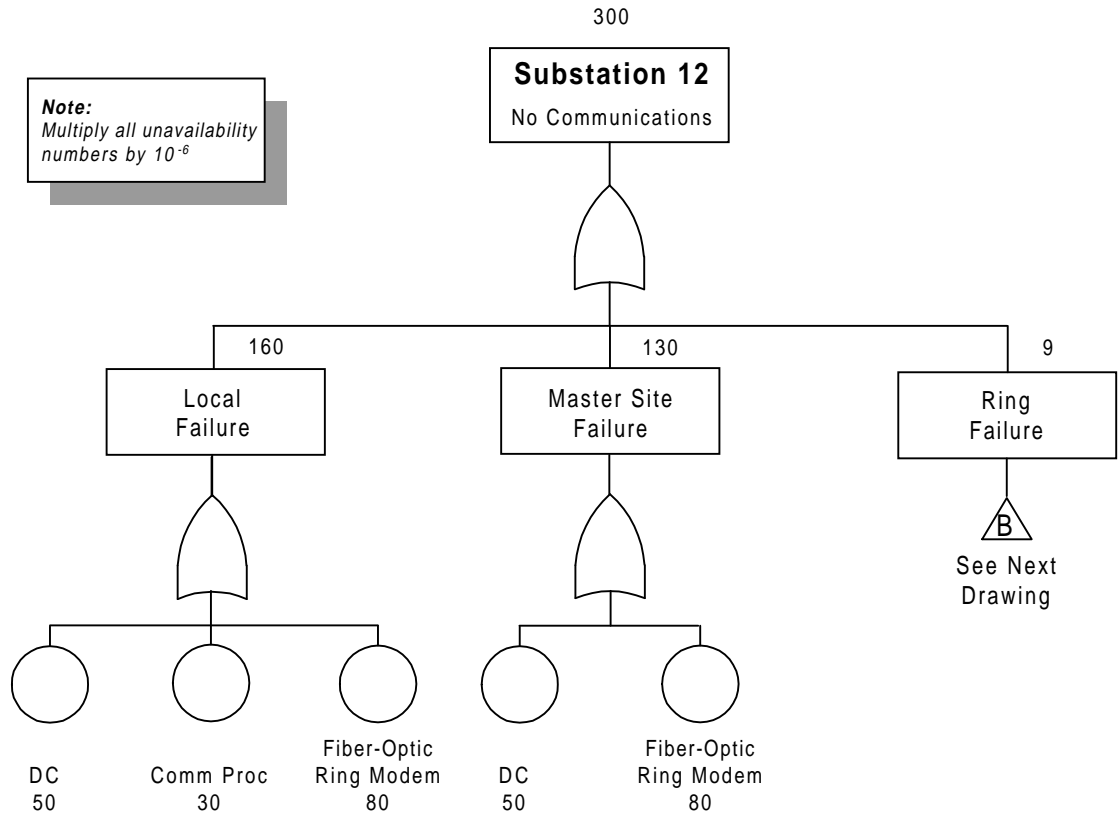 300
Substation 12
No Communications
Note:
Multiply all unavailability
numbers by 10⁻⁶
160
130
9
Local
Failure
Master Site
Failure
Ring
Failure
B
See Next
Drawing
DC
50
Comm Proc
30
Fiber-Optic
Ring Modem
80
DC
50
Fiber-Optic
Ring Modem
80